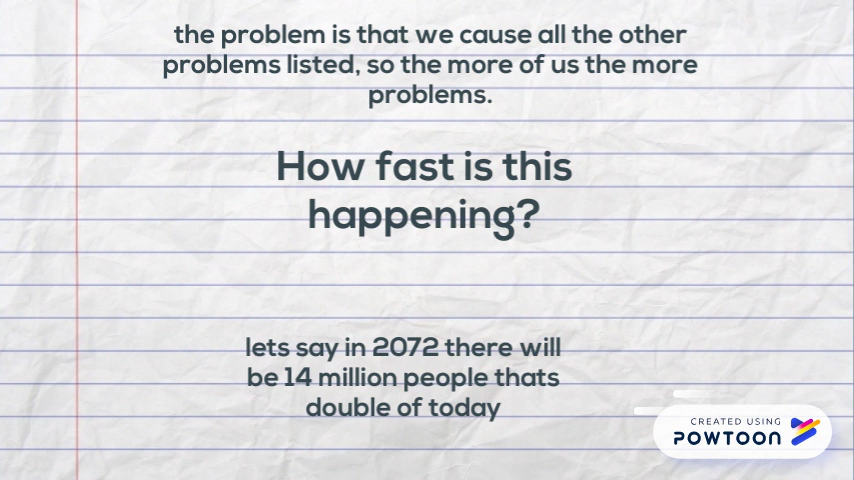 the problem is that we cause all the other
problems listed, so the more of us the more
problems.
How fast is this
happening?
lets say in 2072 there will
be 14 million people thats
double of today
CREATED USING
POWTOON